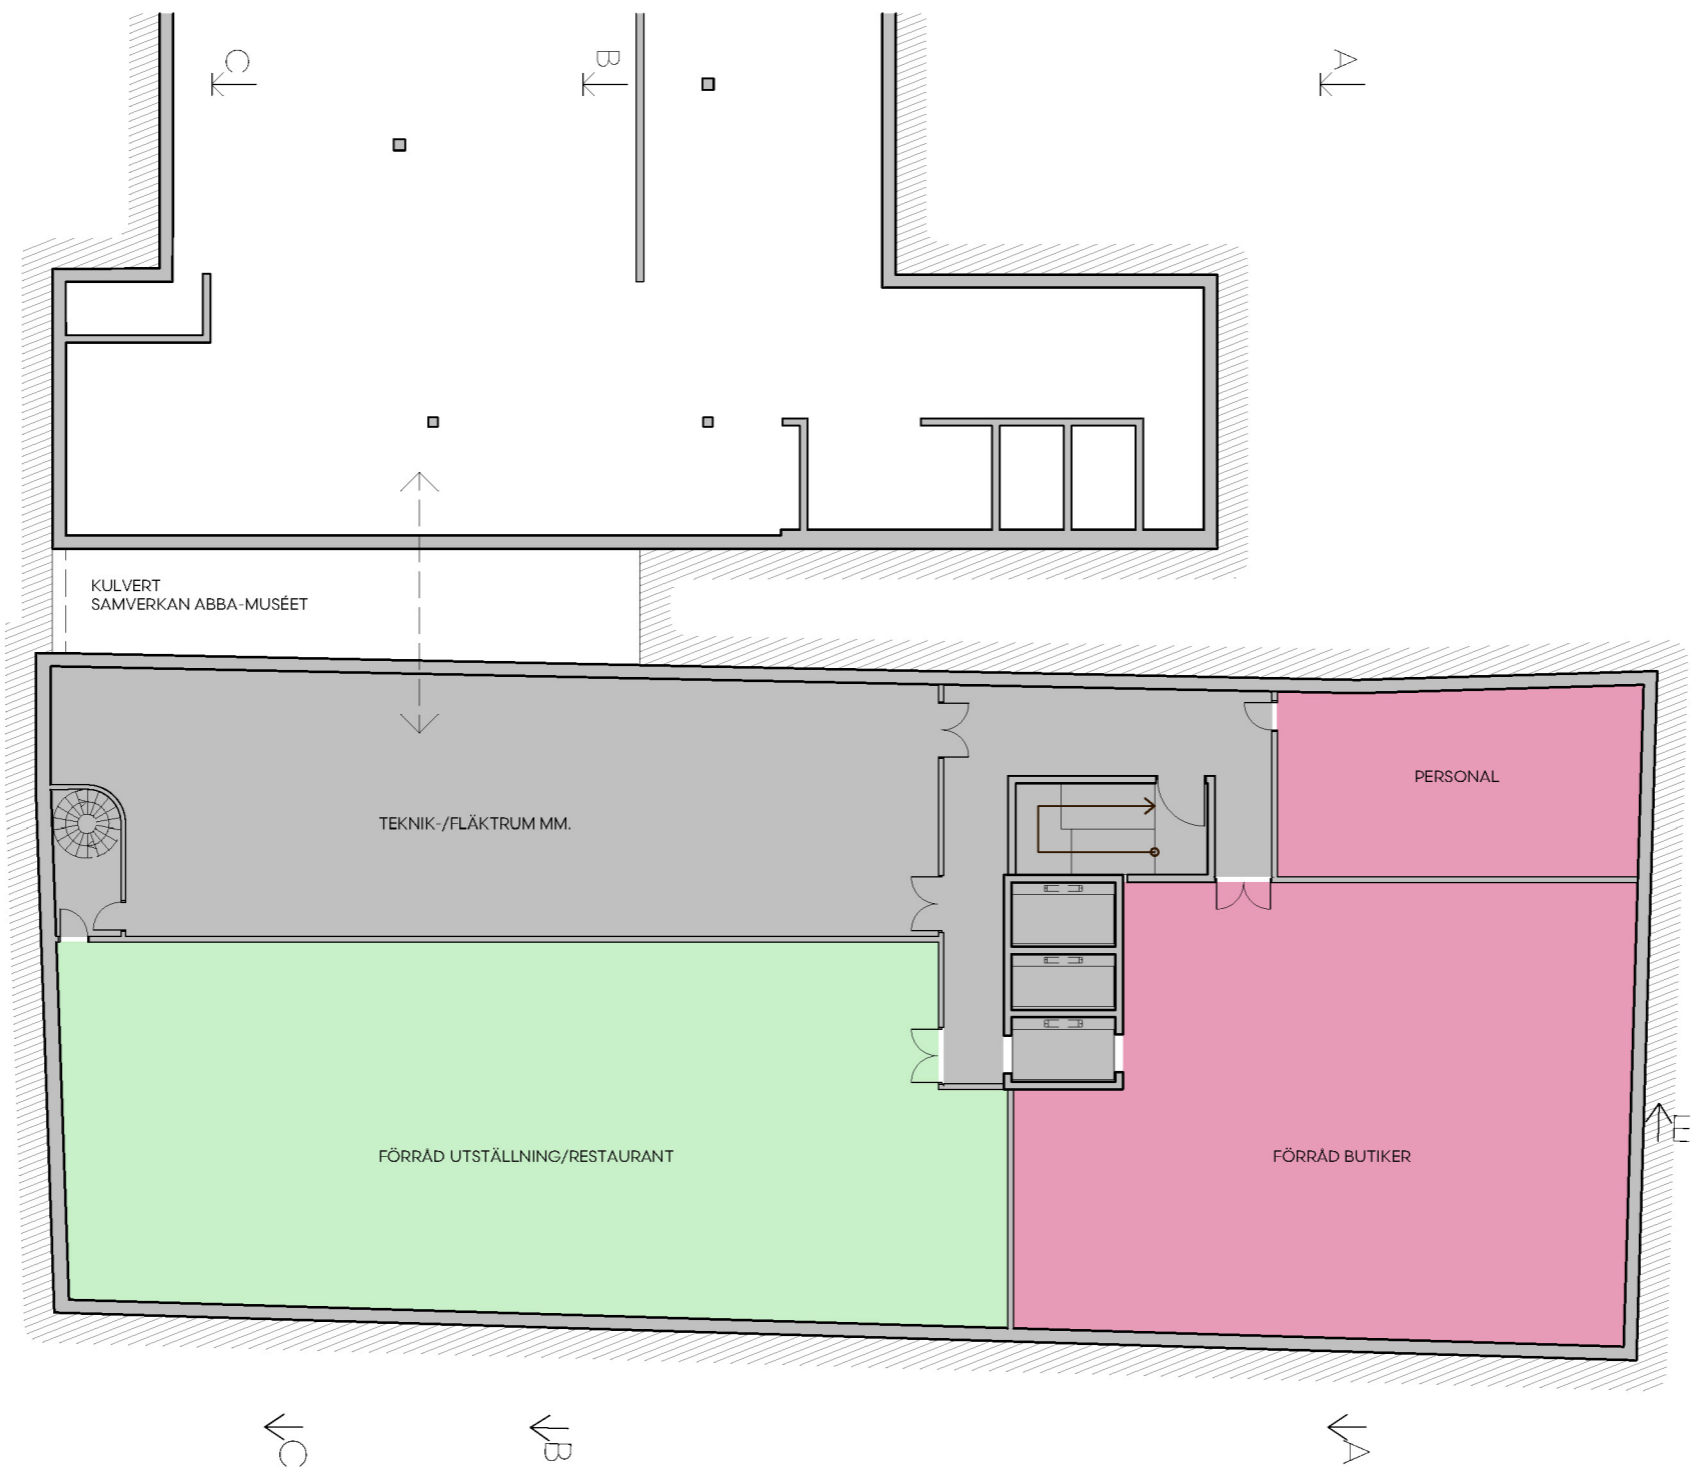 C
B
A
KULVERT
SAMVERKAN ABBA-MUSÉET
PERSONAL
TEKNIK-/FLÄKTRUM MM.
E
FÖRRÅD UTSTÄLLNING/RESTAURANT
FÖRRÅD BUTIKER
C
B
A